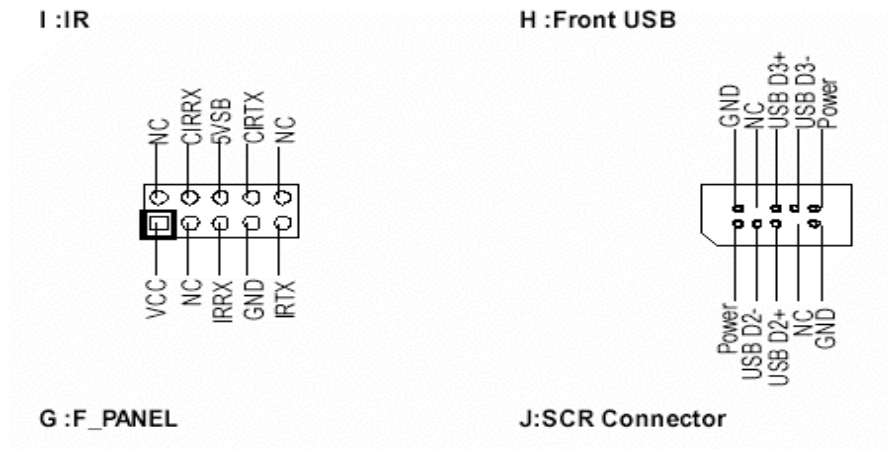 I :IR
H :Front USB
NC
CIRRX
5VSB
CIRTX
NC
VCC
NC
IRRX
GND
IRTX
GND
NC
USB D3+
USB D3-
Power
Power
USB D2-
USB D2+
NC
GND
G :F_PANEL
J:SCR Connector